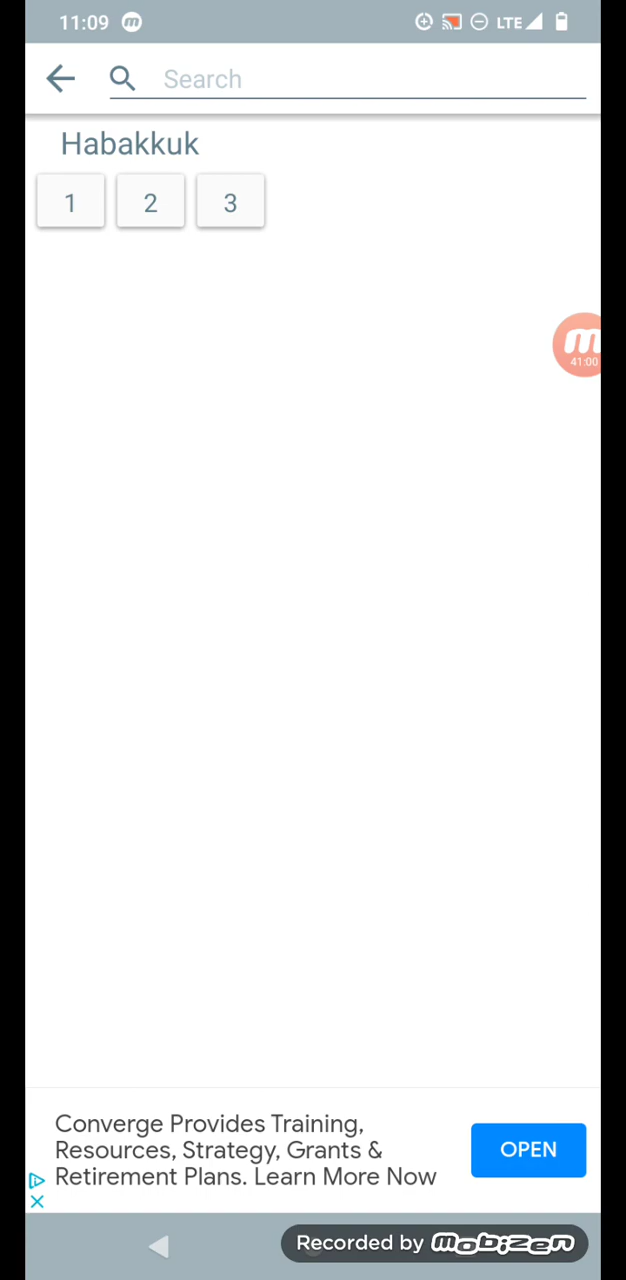 11:09 m LTE
Search
Habakkuk
1 2 3
m
41:00
Converge Provides Training,
Resources, Strategy, Grants &
Retirement Plans. Learn More Now
OPEN
Recorded by mobizen